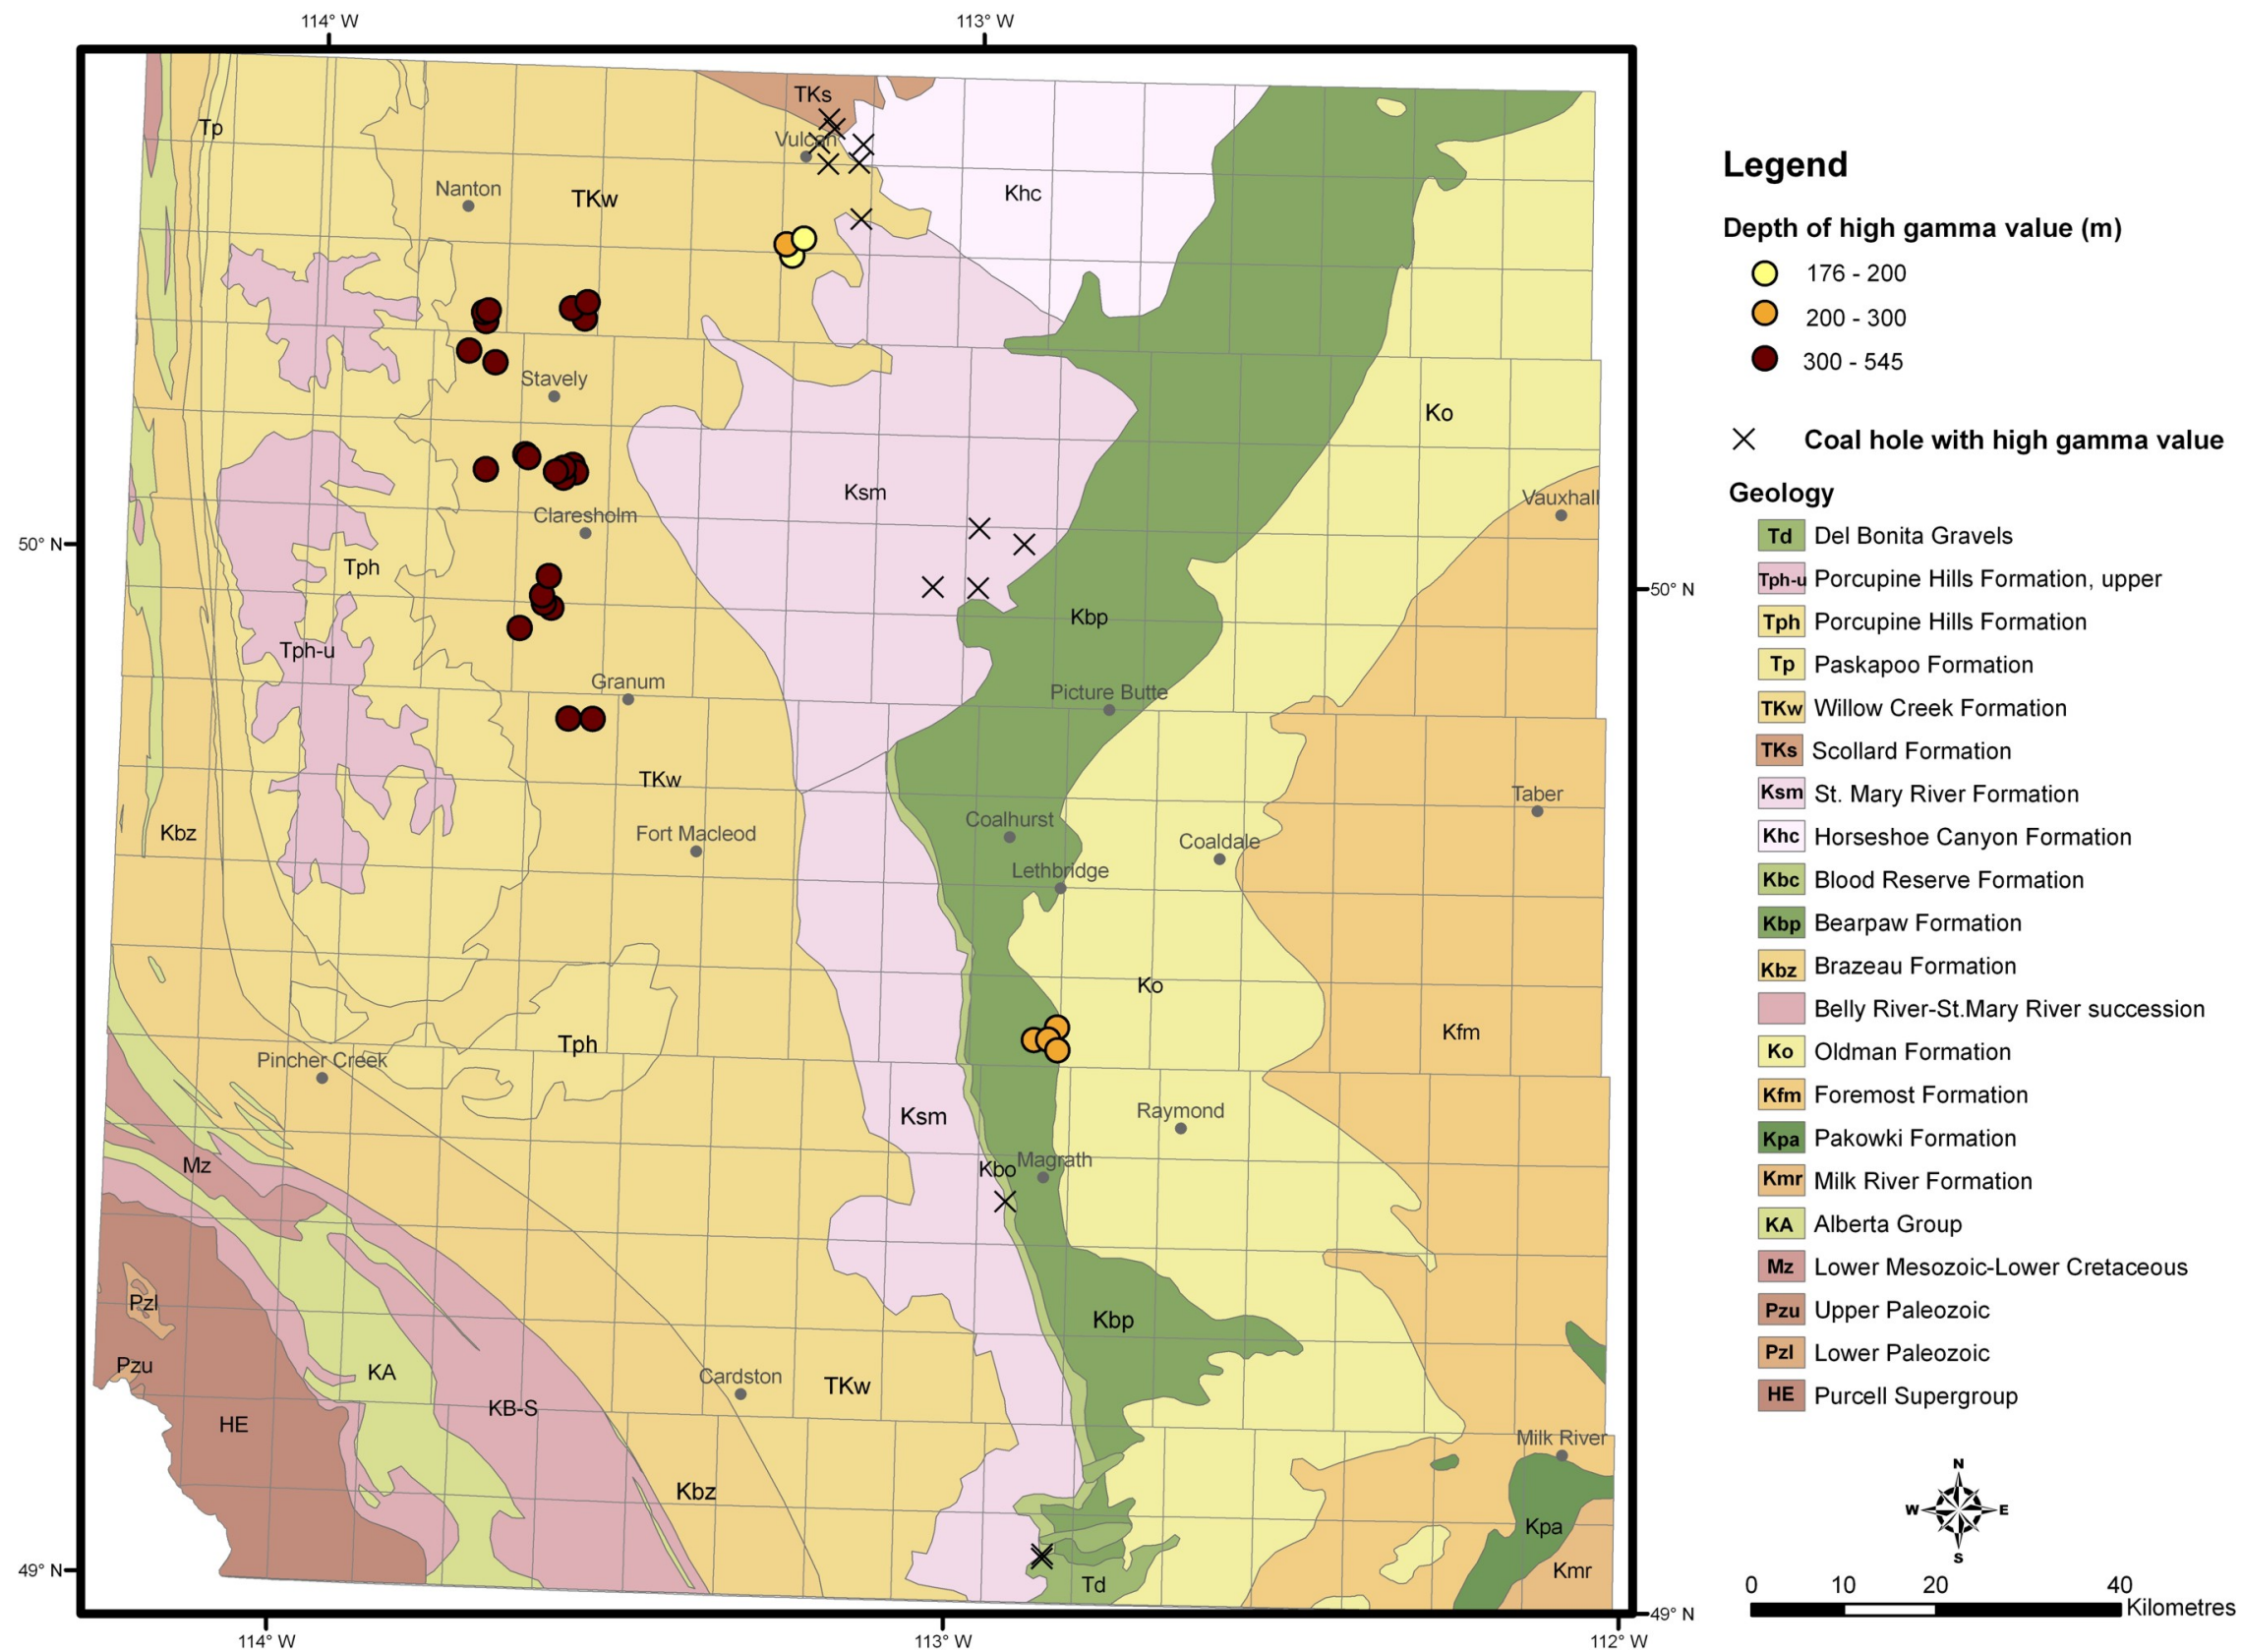 114° W
113° W
TKs
Tp
Vulcan
Nanton
TKw
Khc
Stavely
Ko
Ksm
Vauxhall
Claresholm
50° N
Tph
50° N
Kbp
Tph-u
Granum
Picture Butte
TKw
Taber
Kbz
Fort Macleod
Coalhurst
Coaldale
Lethbridge
Ko
Kfm
Tph
Pincher Creek
Ksm
Raymond
Mz
Kbo
Magrath
Pzl
Kbp
Pzu
KA
Cardston
TKw
KB-S
HE
Milk River
Kbz
Kpa
Kmr
Td
49° N
49° N
114° W
113° W
112° W
Legend
Depth of high gamma value (m)
176 - 200
200 - 300
300 - 545
Coal hole with high gamma value
Geology
Td Del Bonita Gravels
Tph-u Porcupine Hills Formation, upper
Tph Porcupine Hills Formation
Tp Paskapoo Formation
TKw Willow Creek Formation
TKs Scollard Formation
Ksm St. Mary River Formation
Khc Horseshoe Canyon Formation
Kbc Blood Reserve Formation
Kbp Bearpaw Formation
Kbz Brazeau Formation
Belly River-St.Mary River succession
Ko Oldman Formation
Kfm Foremost Formation
Kpa Pakowki Formation
Kmr Milk River Formation
KA Alberta Group
Mz Lower Mesozoic-Lower Cretaceous
Pzu Upper Paleozoic
Pzl Lower Paleozoic
HE Purcell Supergroup
N
W E
S
0 10 20 40
Kilometres